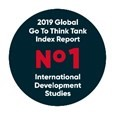 2019 Global
Go To Think Tank
Index Report
Nº1
International
Development
Studies